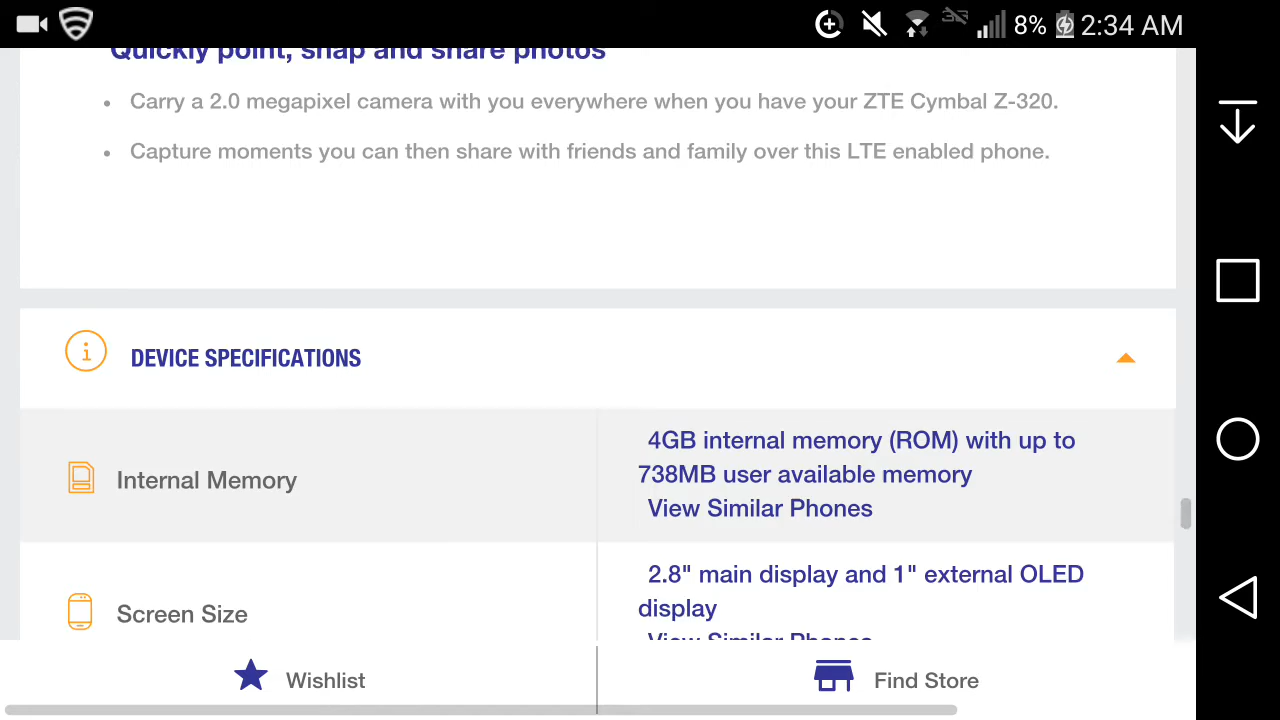 8% 2:34 AM
Quickly point, snap and share photos
• Carry a 2.0 megapixel camera with you everywhere when you have your ZTE Cymbal Z-320.
• Capture moments you can then share with friends and family over this LTE enabled phone.
DEVICE SPECIFICATIONS
Internal Memory
4GB internal memory (ROM) with up to
738MB user available memory
View Similar Phones
Screen Size
2.8" main display and 1" external OLED
display
View Similar Phones
Wishlist
Find Store